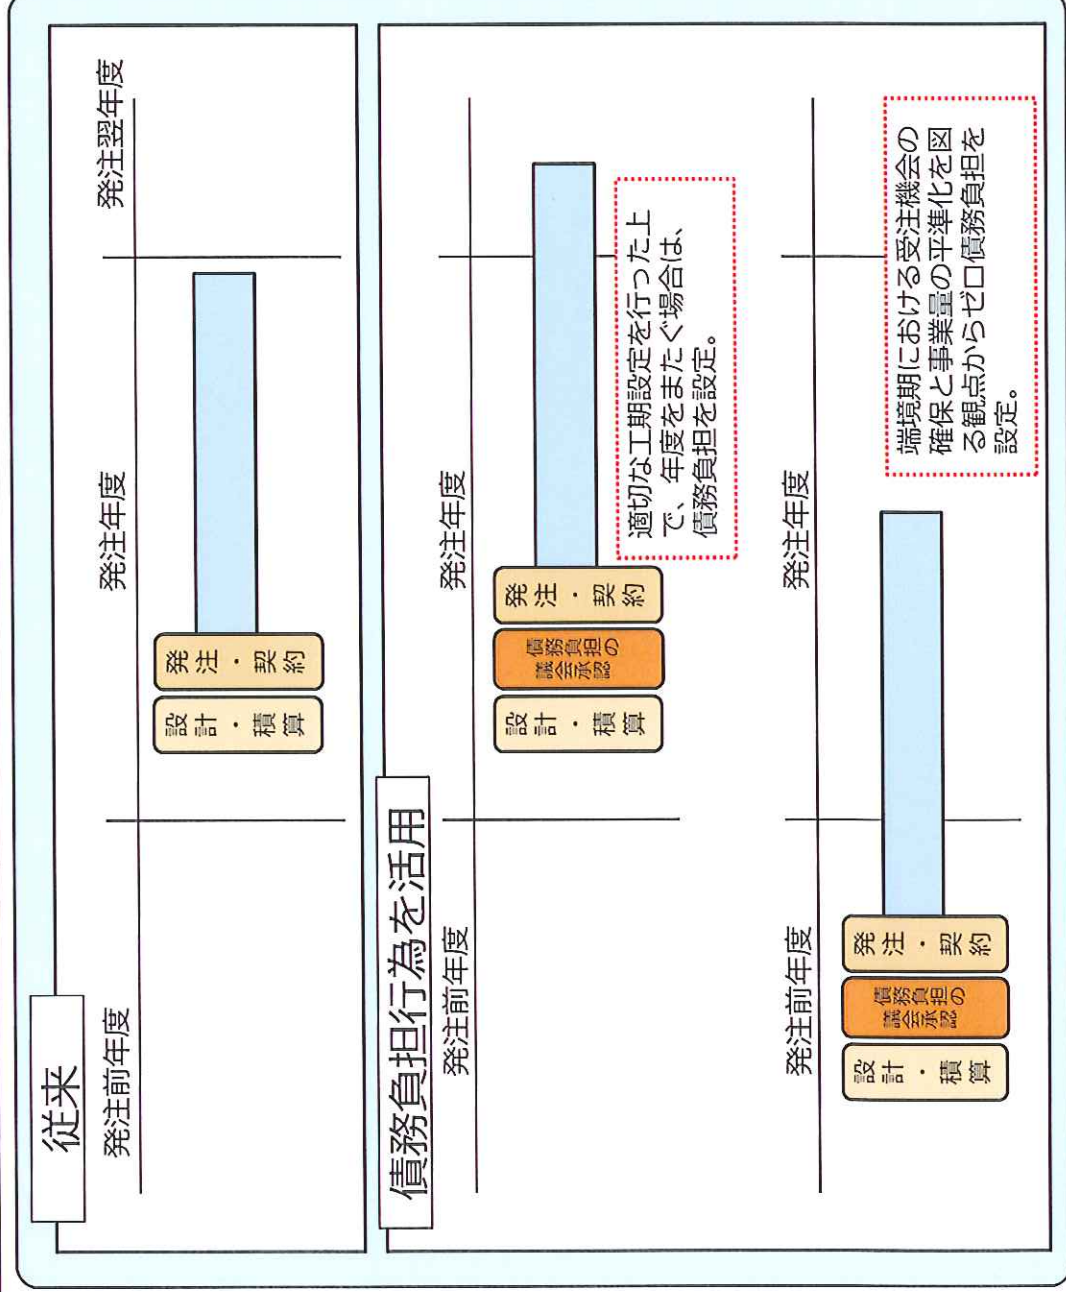 従来
発注前年度
発注年度
発注翌年度
設計・積算
発注・契約
債務負担行為を活用
発注前年度
発注年度
設計・積算
債務負担の
議会承認
発注・契約
適切な工期設定を行った上
で、年度をまたぐ場合は、
債務負担を設定。
発注前年度
発注年度
設計・積算
債務負担の
議会承認
発注・契約
端境期における受注機会の
確保と事業量の平準化を図
る観点からゼロ債務負担を
設定。